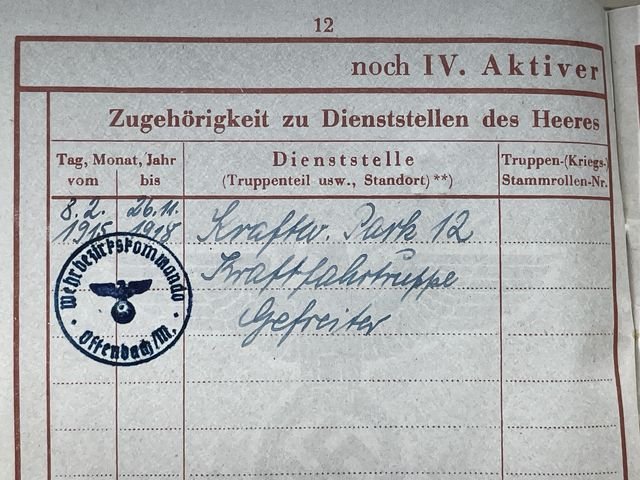 12
noch IV. Aktiver
Zugehörigkeit zu Dienststellen des Heeres
Tag, Monat, Jahr
vom bis
Dienststelle
(Truppenteil usw., Standort)**)
Truppen-(Kriegs-)
Stammrollen-Nr.
8.2. 26.11.
1915 1918
Kraftw. Park 12
Kraftfahrtruppe
Gefreiter
Wehrbezirkskommando
Offenbach/M.